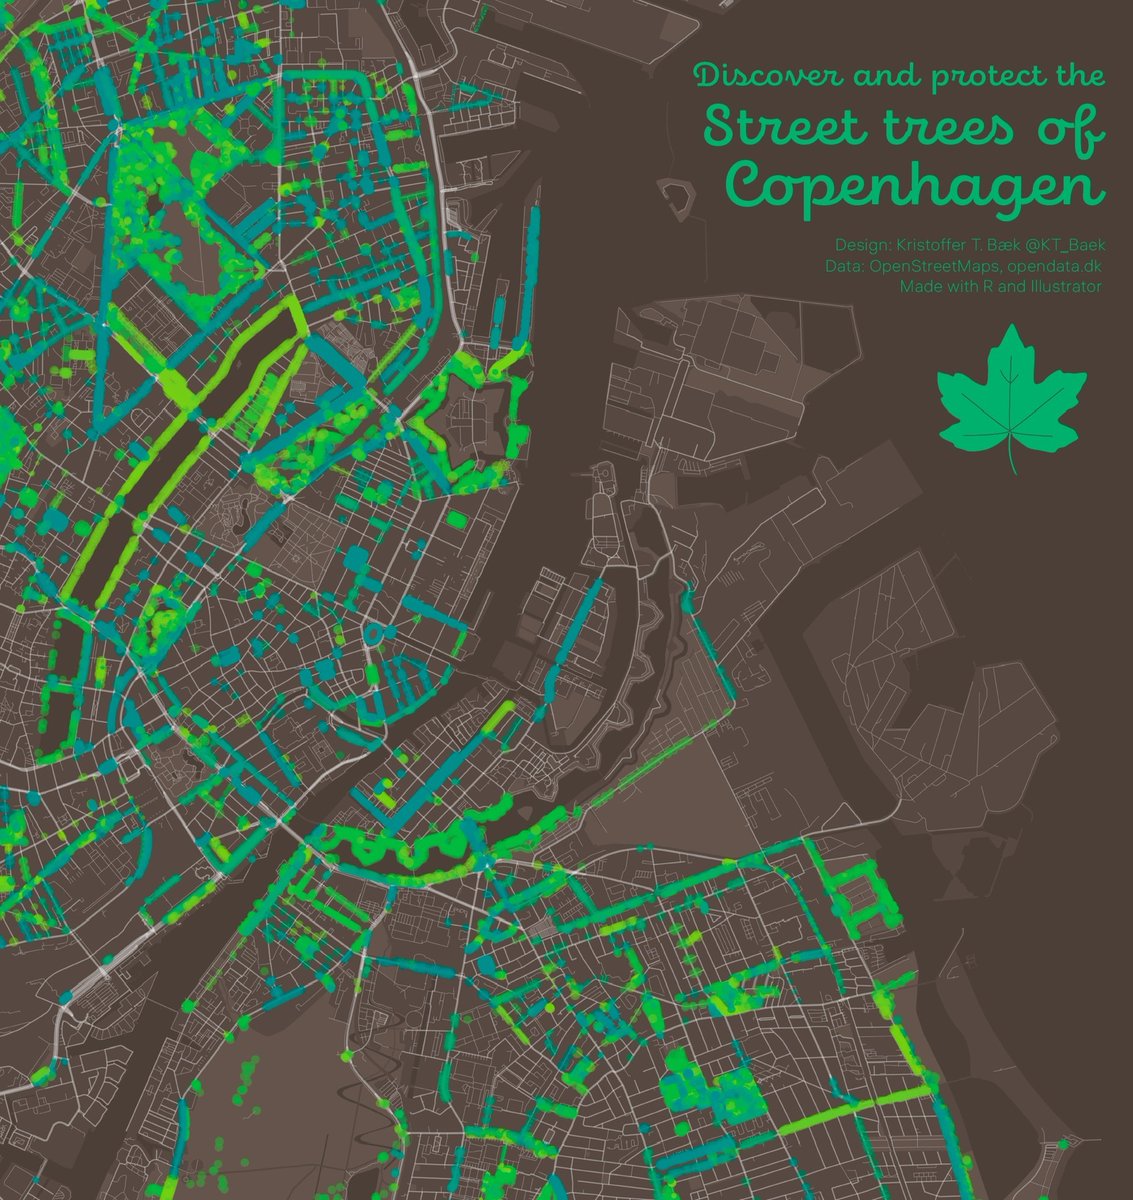 Discover and protect the
Street trees of
Copenhagen
Design: Kristoffer T. Bæk @KT_Baek
Data: OpenStreetMaps, opendata.dk
Made with R and Illustrator